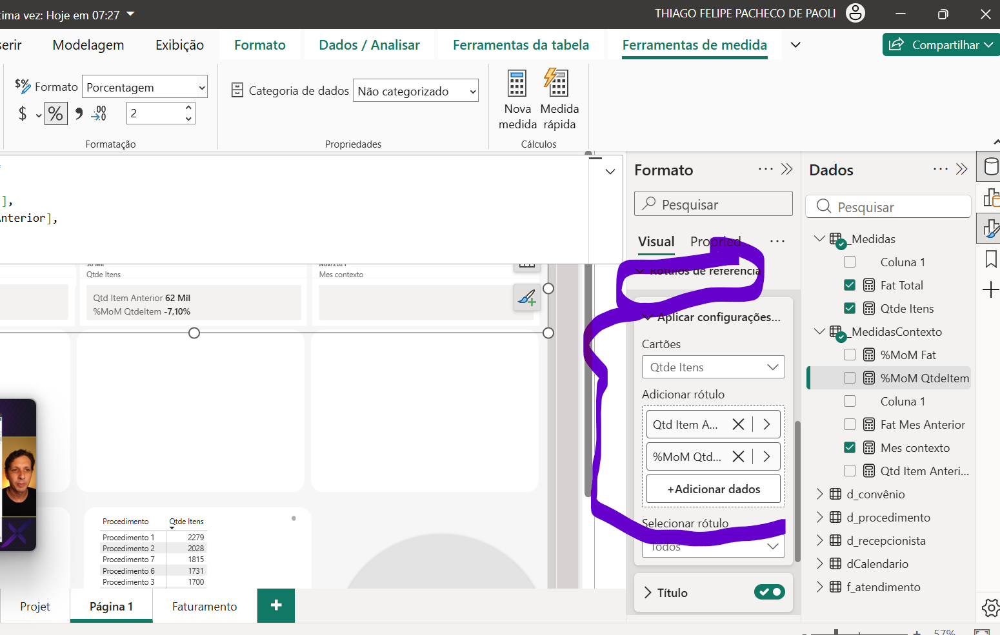 tima vez: Hoje em 07:27
THIAGO FELIPE PACHECO DE PAOLI
serir
Modelagem
Exibição
Formato
Dados / Analisar
Ferramentas da tabela
Ferramentas de medida
Compartilhar
$% Formato
Porcentagem
$ % , .00 →.0
2
Formatação
Categoria de dados
Não categorizado
Propriedades
Nova medida
Medida rápida
Cálculos
],
Anterior],
Formato
Pesquisar
Visual
Propried...
Rótulos de referência
Aplicar configurações...
Cartões
Qtde Itens
Adicionar rótulo
Qtd Item A...
%MoM Qtd...
+Adicionar dados
Selecionar rótulo
Todos
Título
Dados
Pesquisar
_Medidas
Coluna 1
Fat Total
Qtde Itens
_MedidasContexto
%MoM Fat
%MoM QtdeItem
Coluna 1
Fat Mes Anterior
Mes contexto
Qtd Item Anteri...
d_convênio
d_procedimento
d_recepcionista
dCalendario
f_atendimento
Qtde Itens
Mes contexto
Qtd Item Anterior 62 Mil
%MoM QtdeItem -7,10%
Procedimento Qtde Itens
Procedimento 1 2279
Procedimento 2 2028
Procedimento 7 1815
Procedimento 6 1731
Procedimento 3 1700
Projet
Página 1
Faturamento
57%